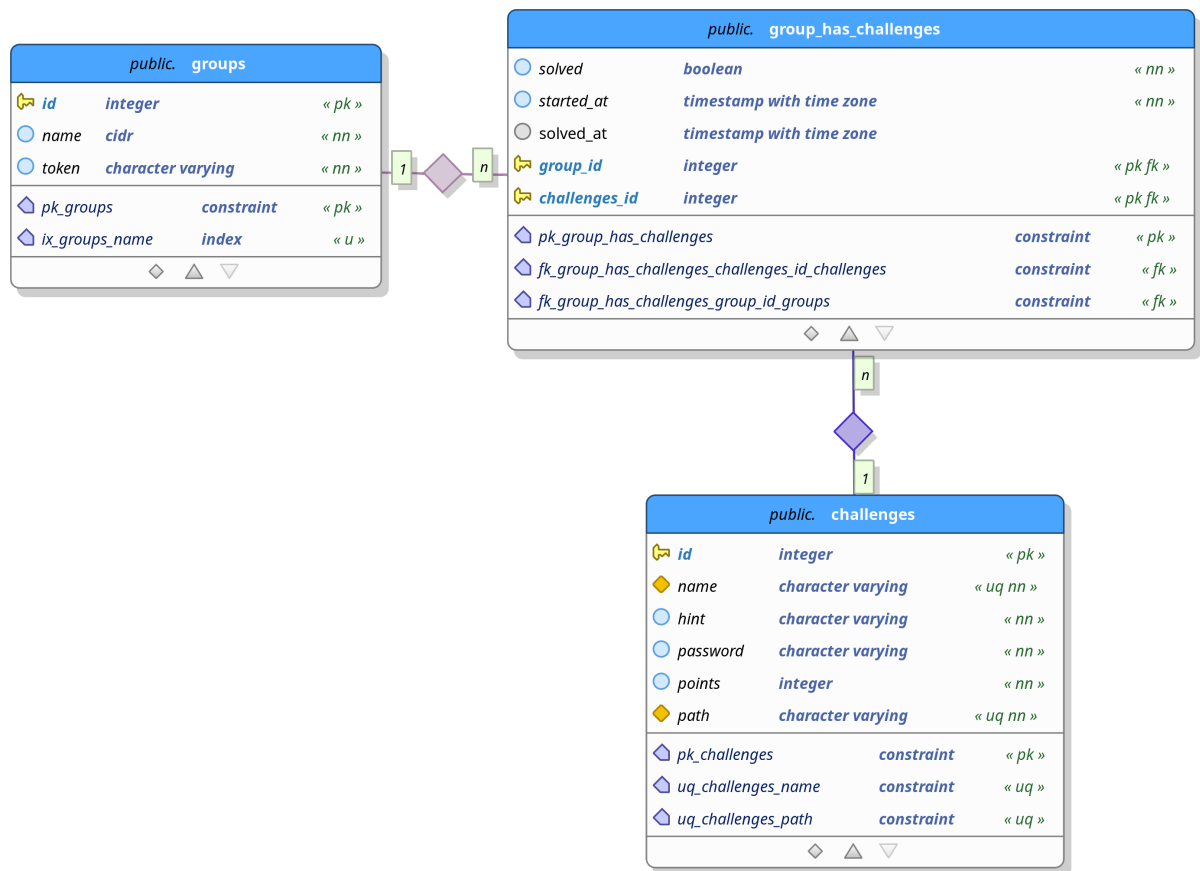 public. groups
id integer « pk »
name cidr « nn »
token character varying « nn »
pk_groups constraint « pk »
ix_groups_name index « u »
1
n
public. group_has_challenges
solved boolean « nn »
started_at timestamp with time zone « nn »
solved_at timestamp with time zone
group_id integer « pk fk »
challenges_id integer « pk fk »
pk_group_has_challenges constraint « pk »
fk_group_has_challenges_challenges_id_challenges constraint « fk »
fk_group_has_challenges_group_id_groups constraint « fk »
n
1
public. challenges
id integer « pk »
name character varying « uq nn »
hint character varying « nn »
password character varying « nn »
points integer « nn »
path character varying « uq nn »
pk_challenges constraint « pk »
uq_challenges_name constraint « uq »
uq_challenges_path constraint « uq »